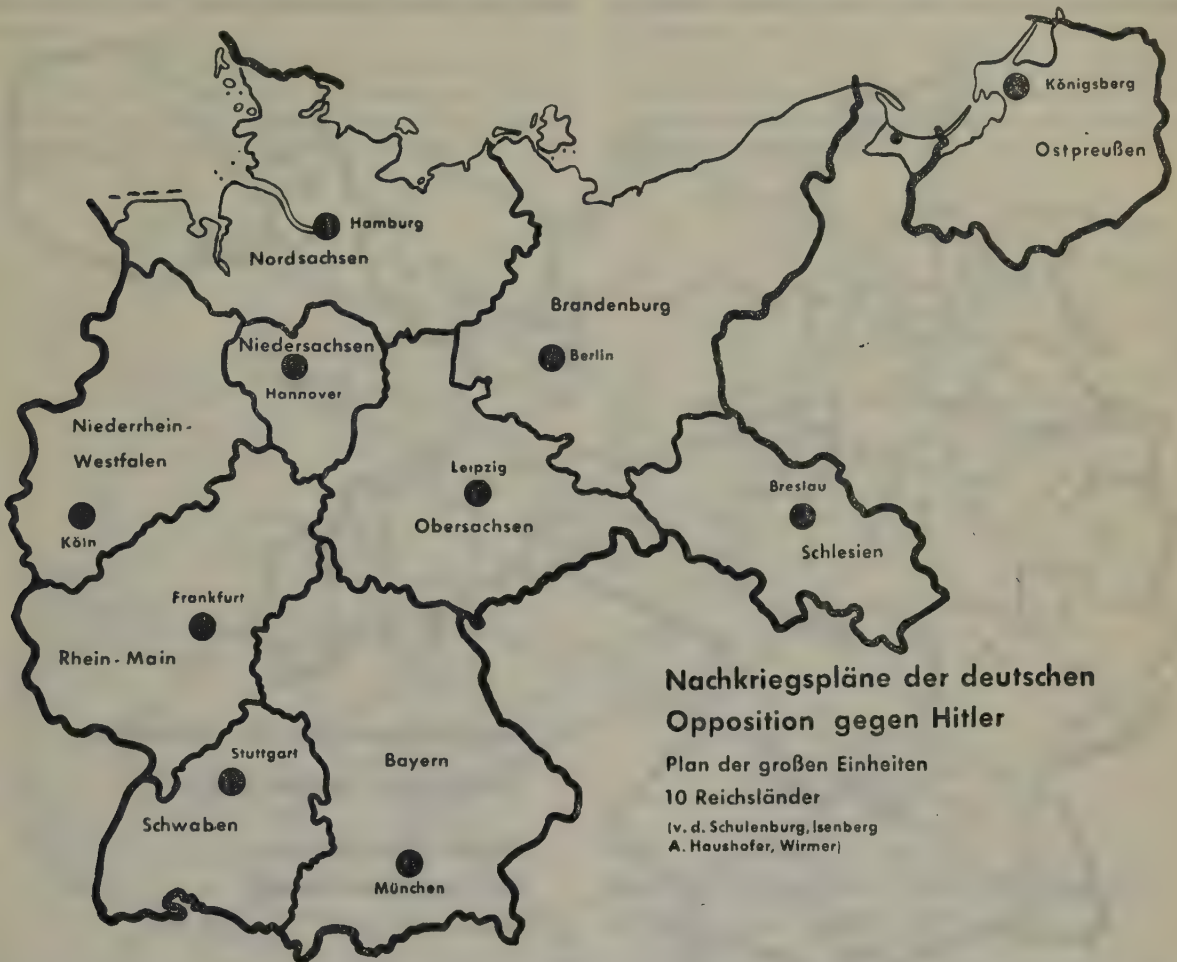 Königsberg
Ostpreußen
Hamburg
Nordsachsen
Brandenburg
Berlin
Niedersachsen
Hannover
Niederrhein-
Westfalen
Köln
Leipzig
Obersachsen
Breslau
Schlesien
Frankfurt
Rhein-Main
Stuttgart
Schwaben
Bayern
München
Nachkriegspläne der deutschen
Opposition gegen Hitler
Plan der großen Einheiten
10 Reichsländer
(v. d. Schulenburg, Isenberg
A. Haushofer, Wirmer)